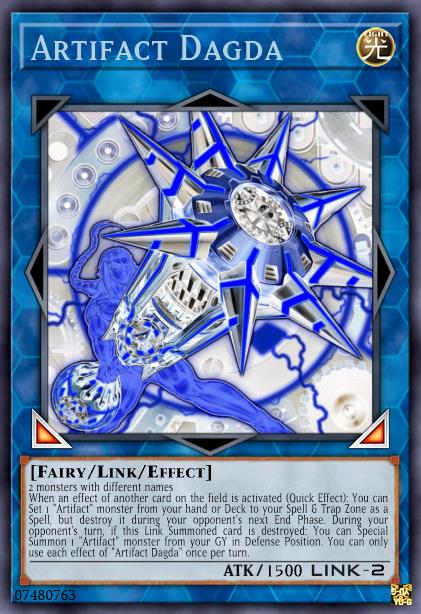 ARTIFACT DAGDA
LIGHT
光
[FAIRY/LINK/EFFECT]
2 monsters with different names
When an effect of another card on the field is activated (Quick Effect): You can
Set 1 "Artifact" monster from your hand or Deck to your Spell & Trap Zone as a
Spell, but destroy it during your opponent's next End Phase. During your
opponent's turn, if this Link Summoned card is destroyed: You can Special
Summon 1 "Artifact" monster from your GY in Defense Position. You can only
use each effect of "Artifact Dagda" once per turn.
ATK/1500 LINK-2
07480763